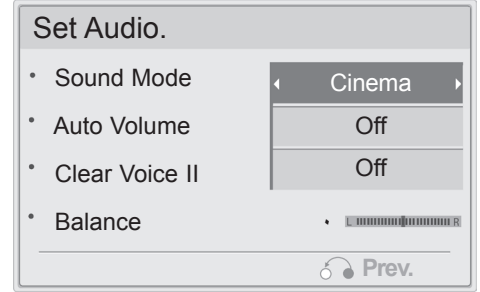 Set Audio.
• Sound Mode Cinema
• Auto Volume Off
• Clear Voice II Off
• Balance L R
Prev.